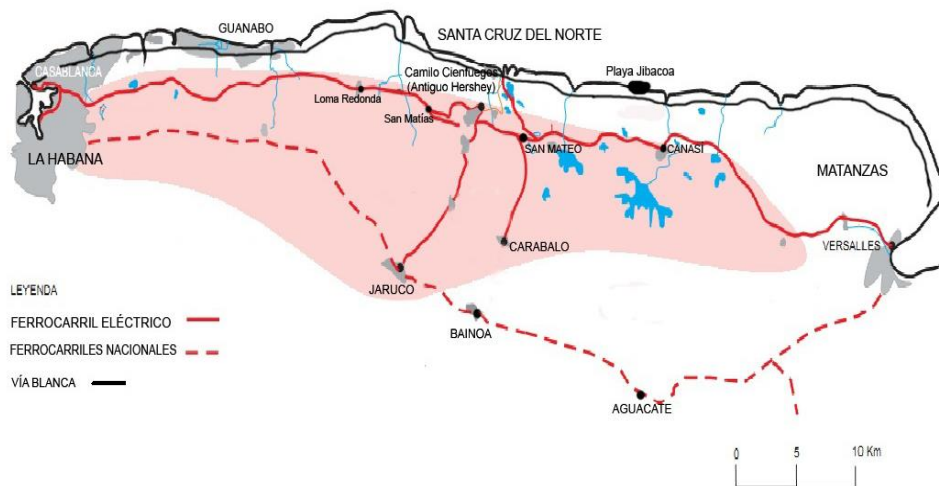 GUANABO
SANTA CRUZ DEL NORTE
CASABLANCA
Camilo Cienfuegos
(Antiguo Hershey)
Playa Jibacoa
Loma Redonda
San Matías
LA HABANA
SAN MATEO
CANASÍ
MATANZAS
CARABALO
VERSALLES
JARUCO
LEYENDA
BAINOA
FERROCARRIL ELÉCTRICO
FERROCARRILES NACIONALES
VÍA BLANCA
AGUACATE
0 5 10 Km